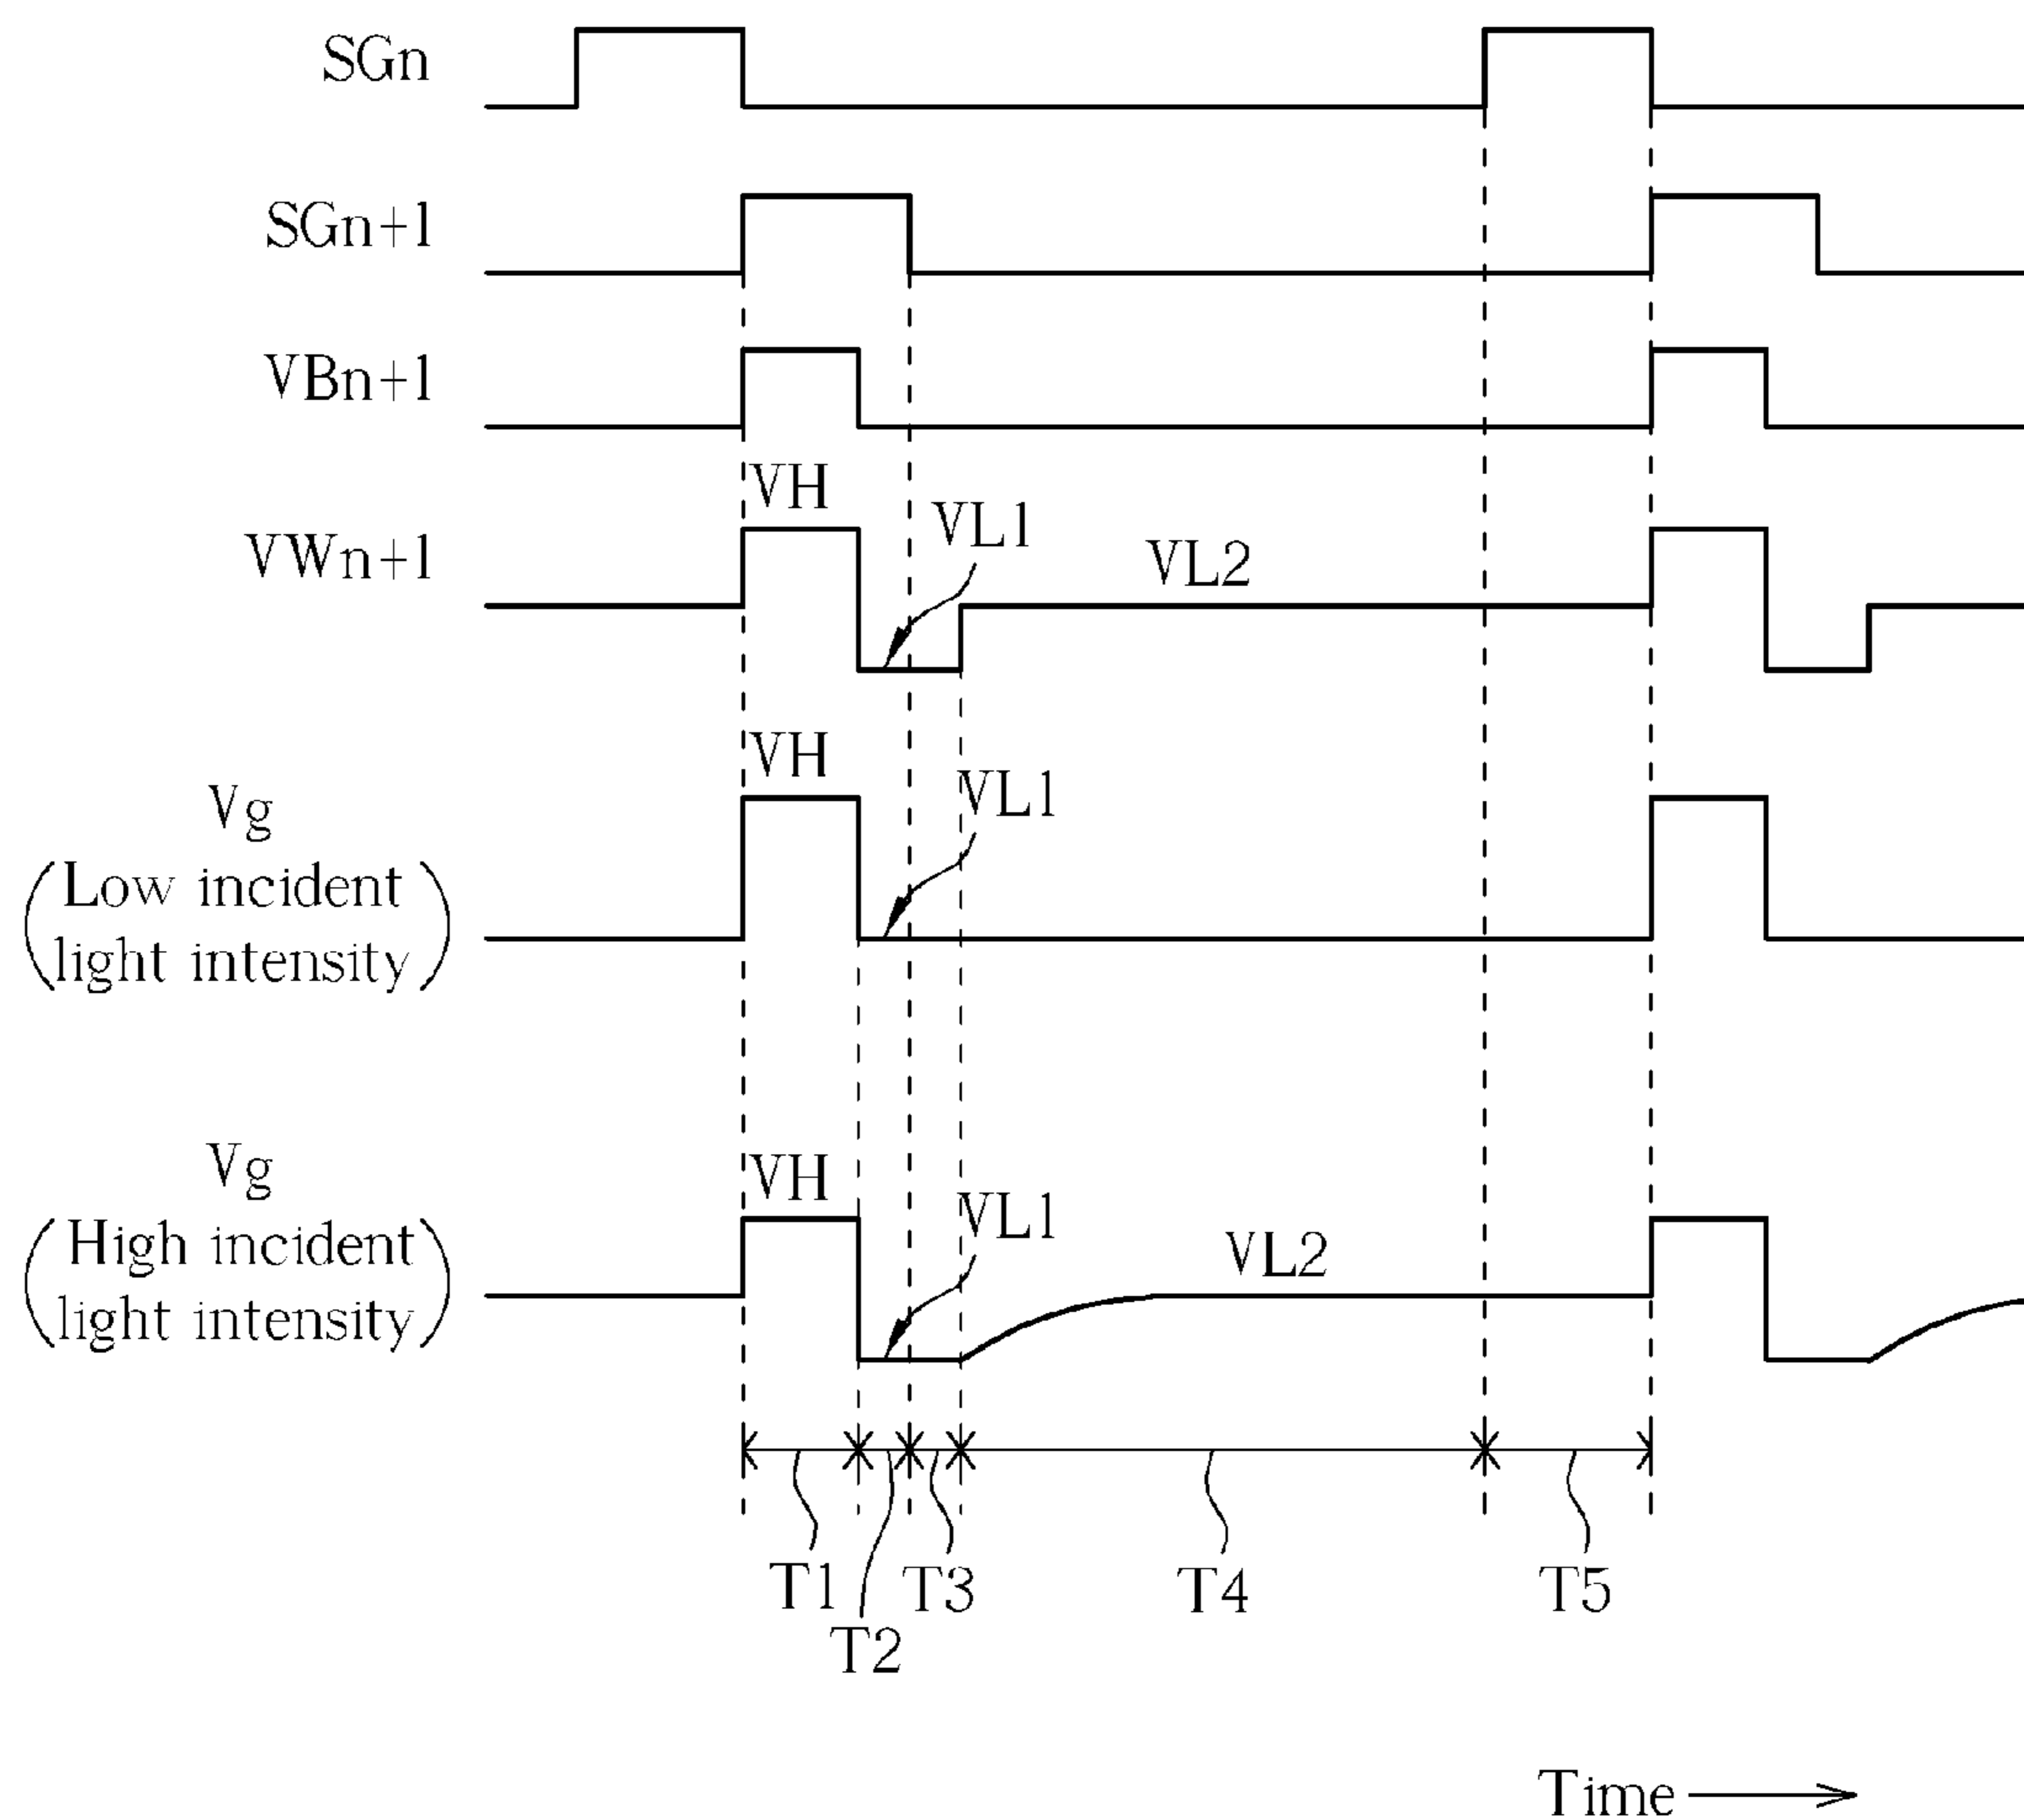 SGn
SGn+1
VBn+1
VH
VL1
VL2
VWn+1
VH
VL1
Vg
(Low incident
light intensity)
VH
VL1
VL2
Vg
(High incident
light intensity)
T1
T2
T3
T4
T5
Time